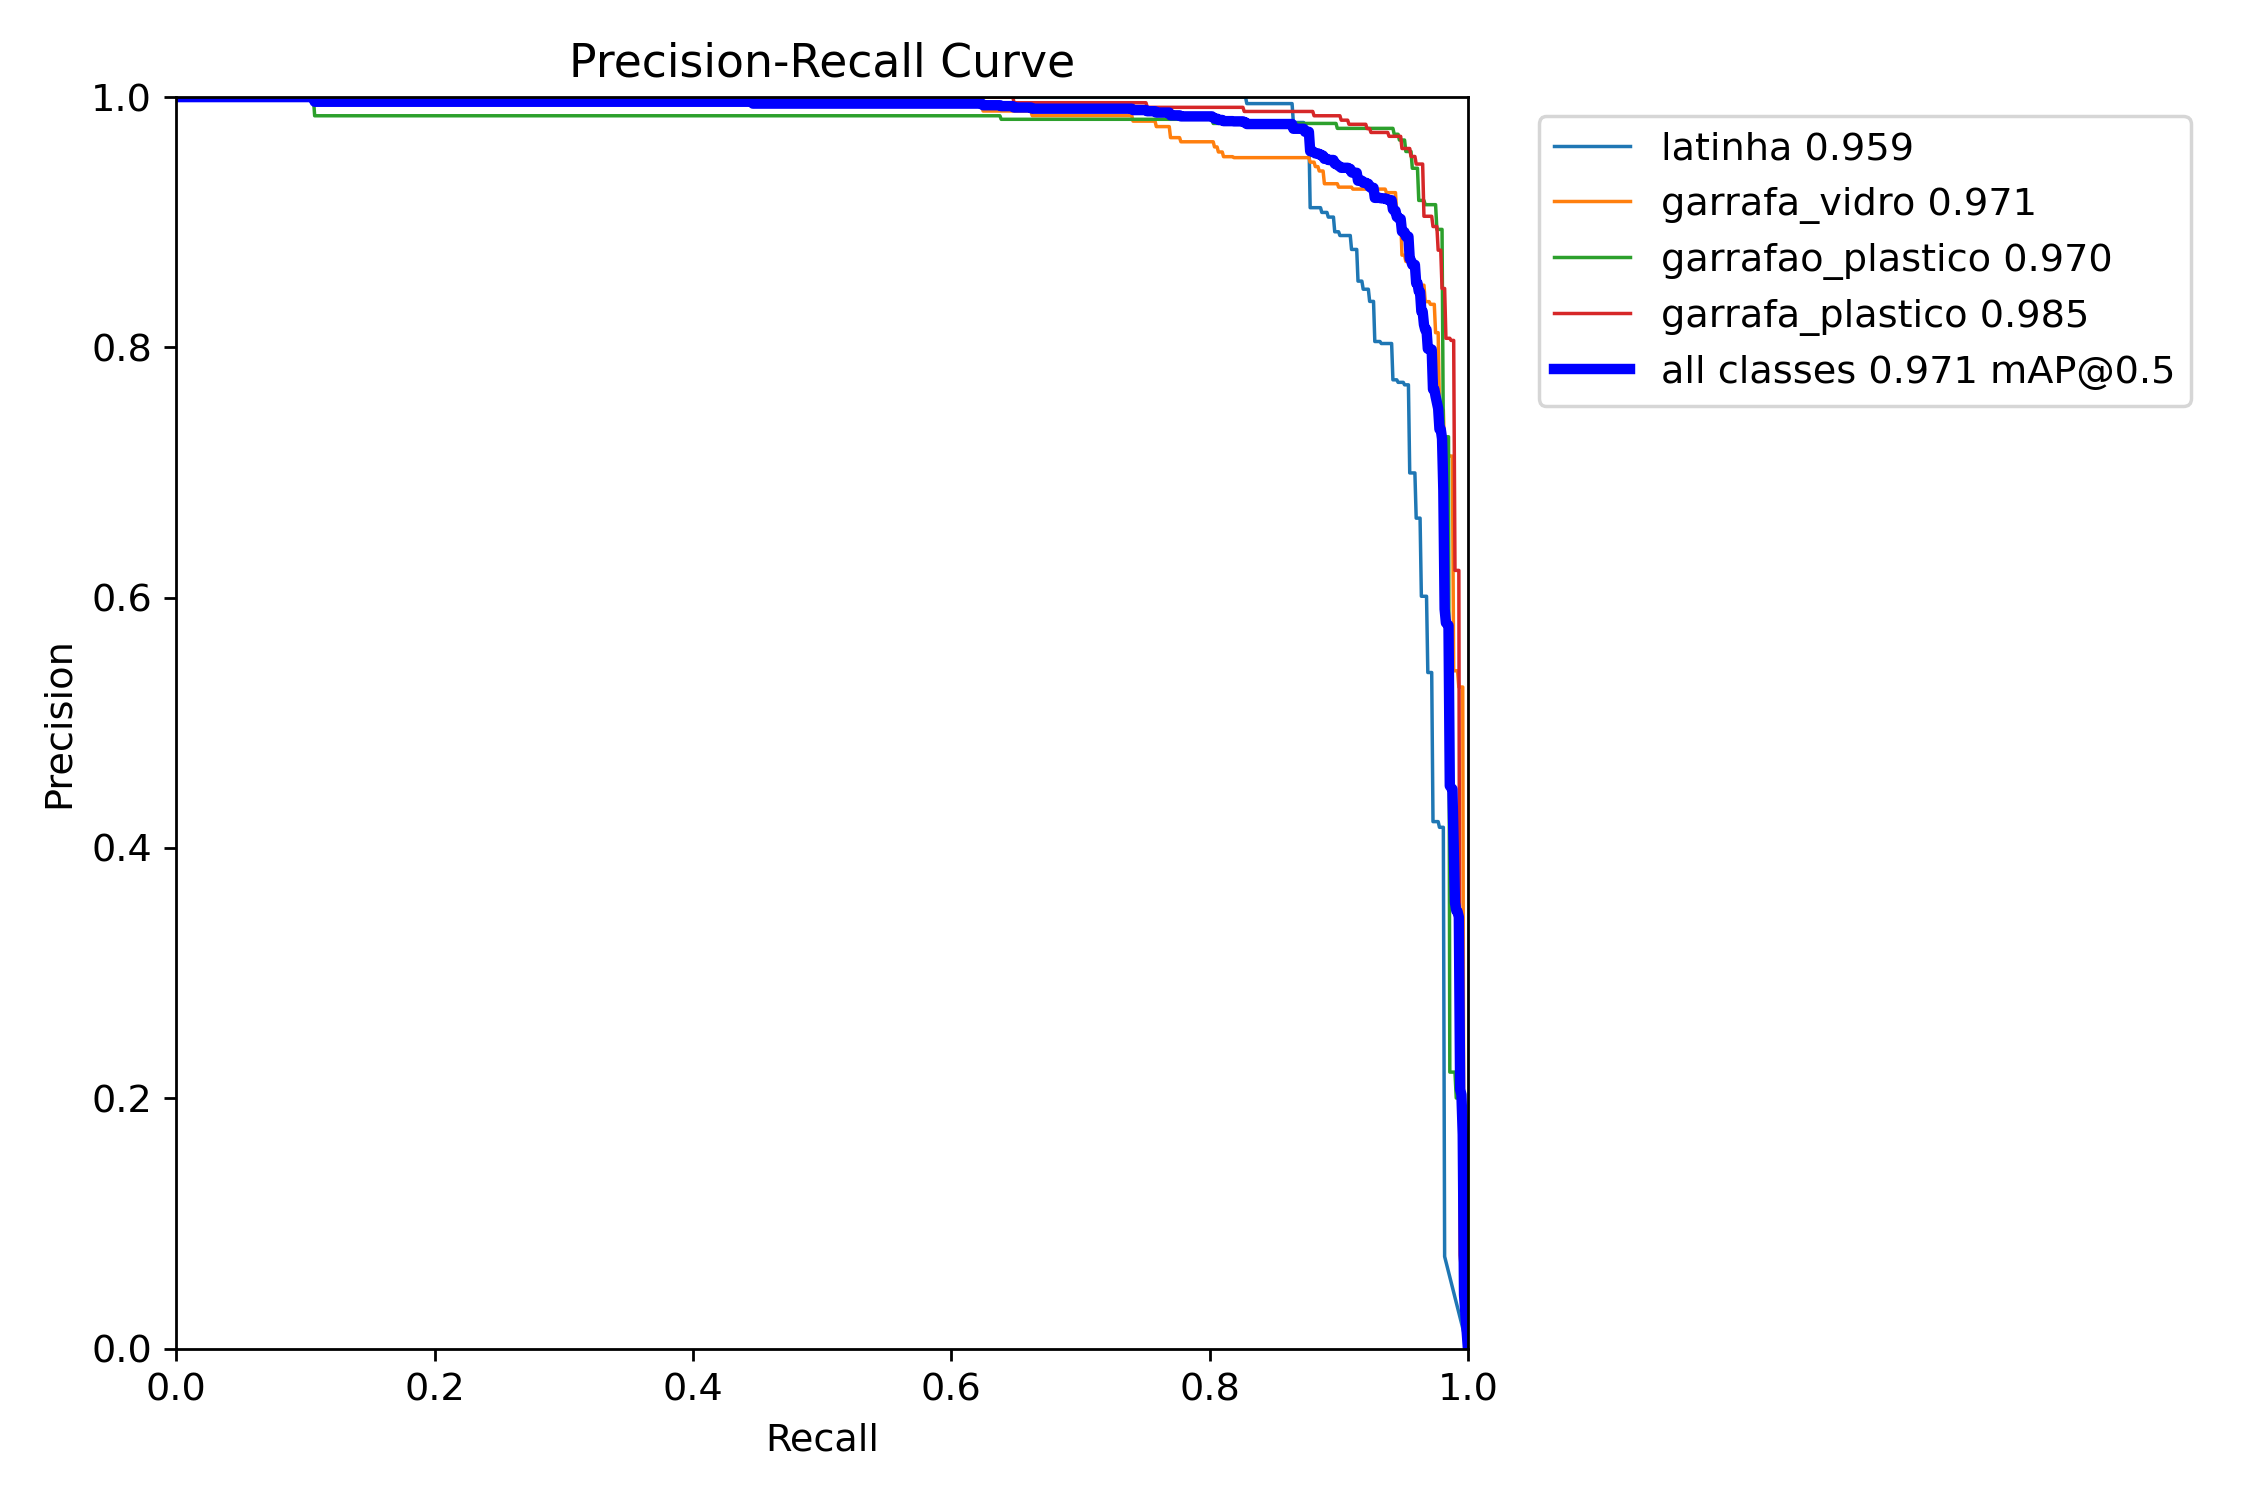 Precision-Recall Curve
1.0
0.8
0.6
0.4
0.2
0.0
Precision
0.0 0.2 0.4 0.6 0.8 1.0
Recall
latinha 0.959
garrafa_vidro 0.971
garrafao_plastico 0.970
garrafa_plastico 0.985
all classes 0.971 mAP@0.5